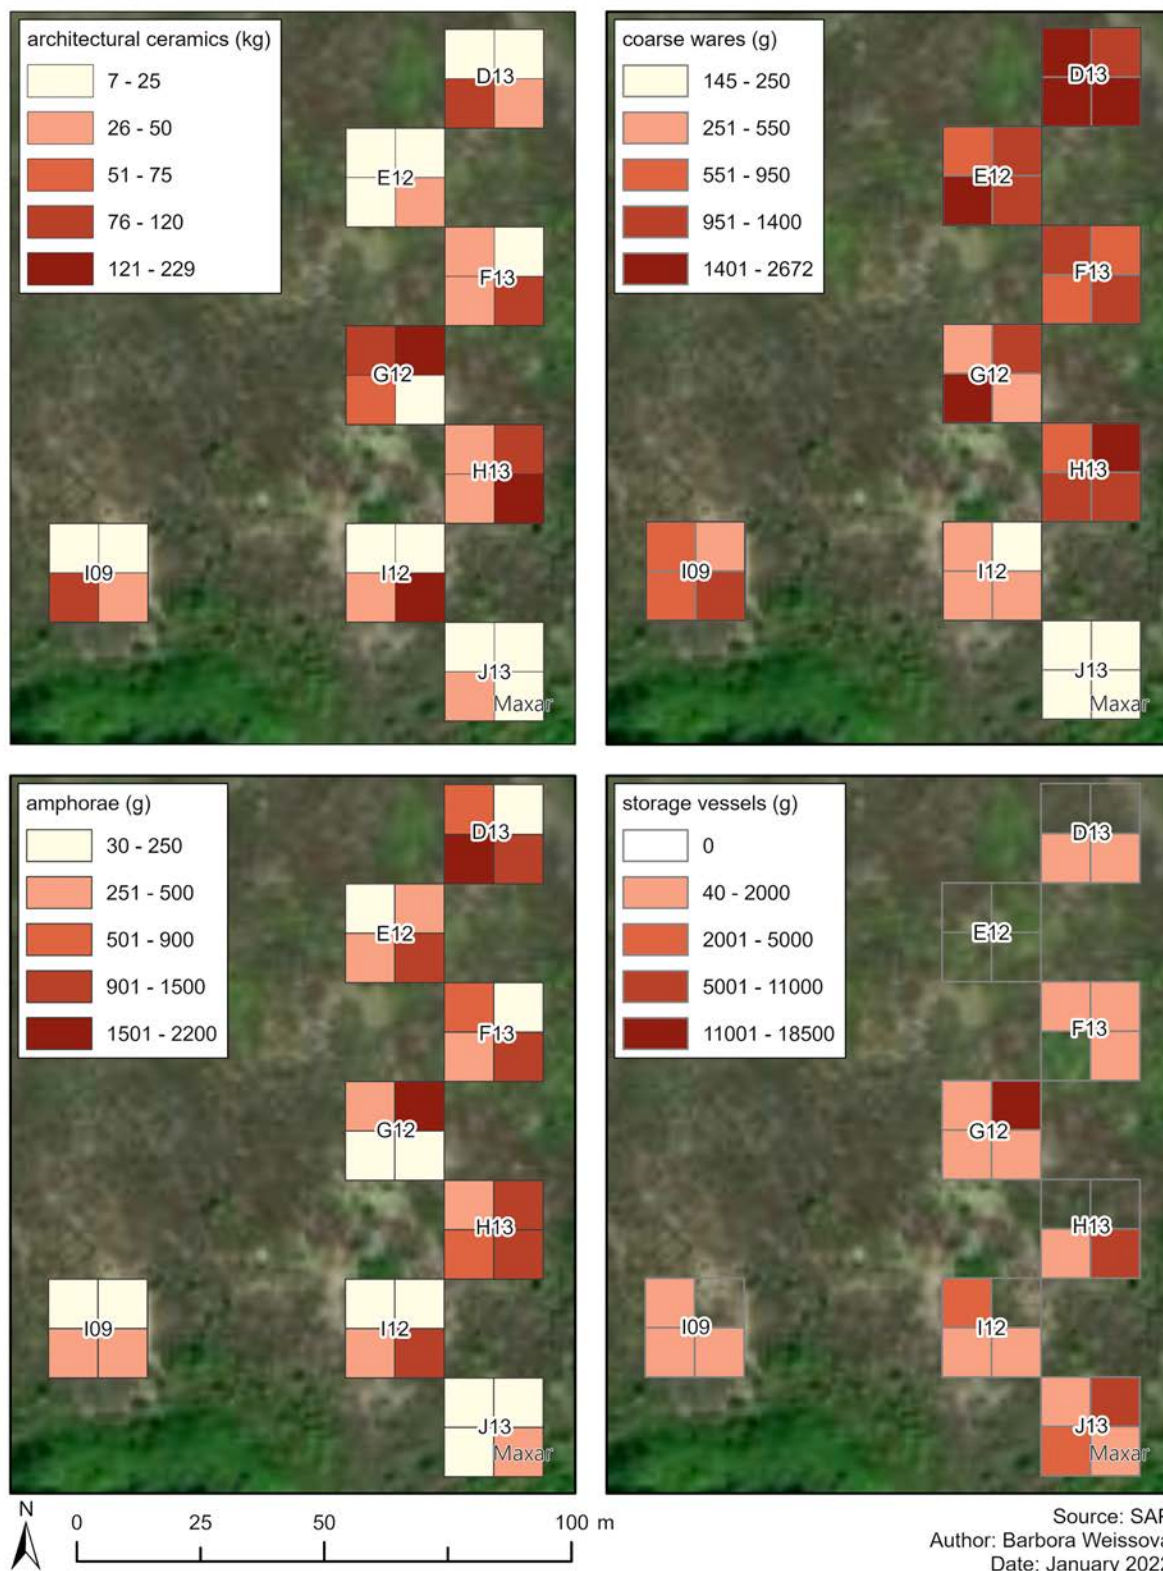 architectural ceramics (kg)
7 - 25
26 - 50
51 - 75
76 - 120
121 - 229
D13
E12
F13
G12
H13
I09
I12
J13
Maxar
coarse wares (g)
145 - 250
251 - 550
551 - 950
951 - 1400
1401 - 2672
D13
E12
F13
G12
H13
I09
I12
J13
Maxar
amphorae (g)
30 - 250
251 - 500
501 - 900
901 - 1500
1501 - 2200
D13
E12
F13
G12
H13
I09
I12
J13
Maxar
storage vessels (g)
0
40 - 2000
2001 - 5000
5001 - 11000
11001 - 18500
D13
E12
F13
G12
H13
I09
I12
J13
Maxar
N
0 25 50 100 m
Source: SAP
Author: Barbora Weissova
Date: January 2022